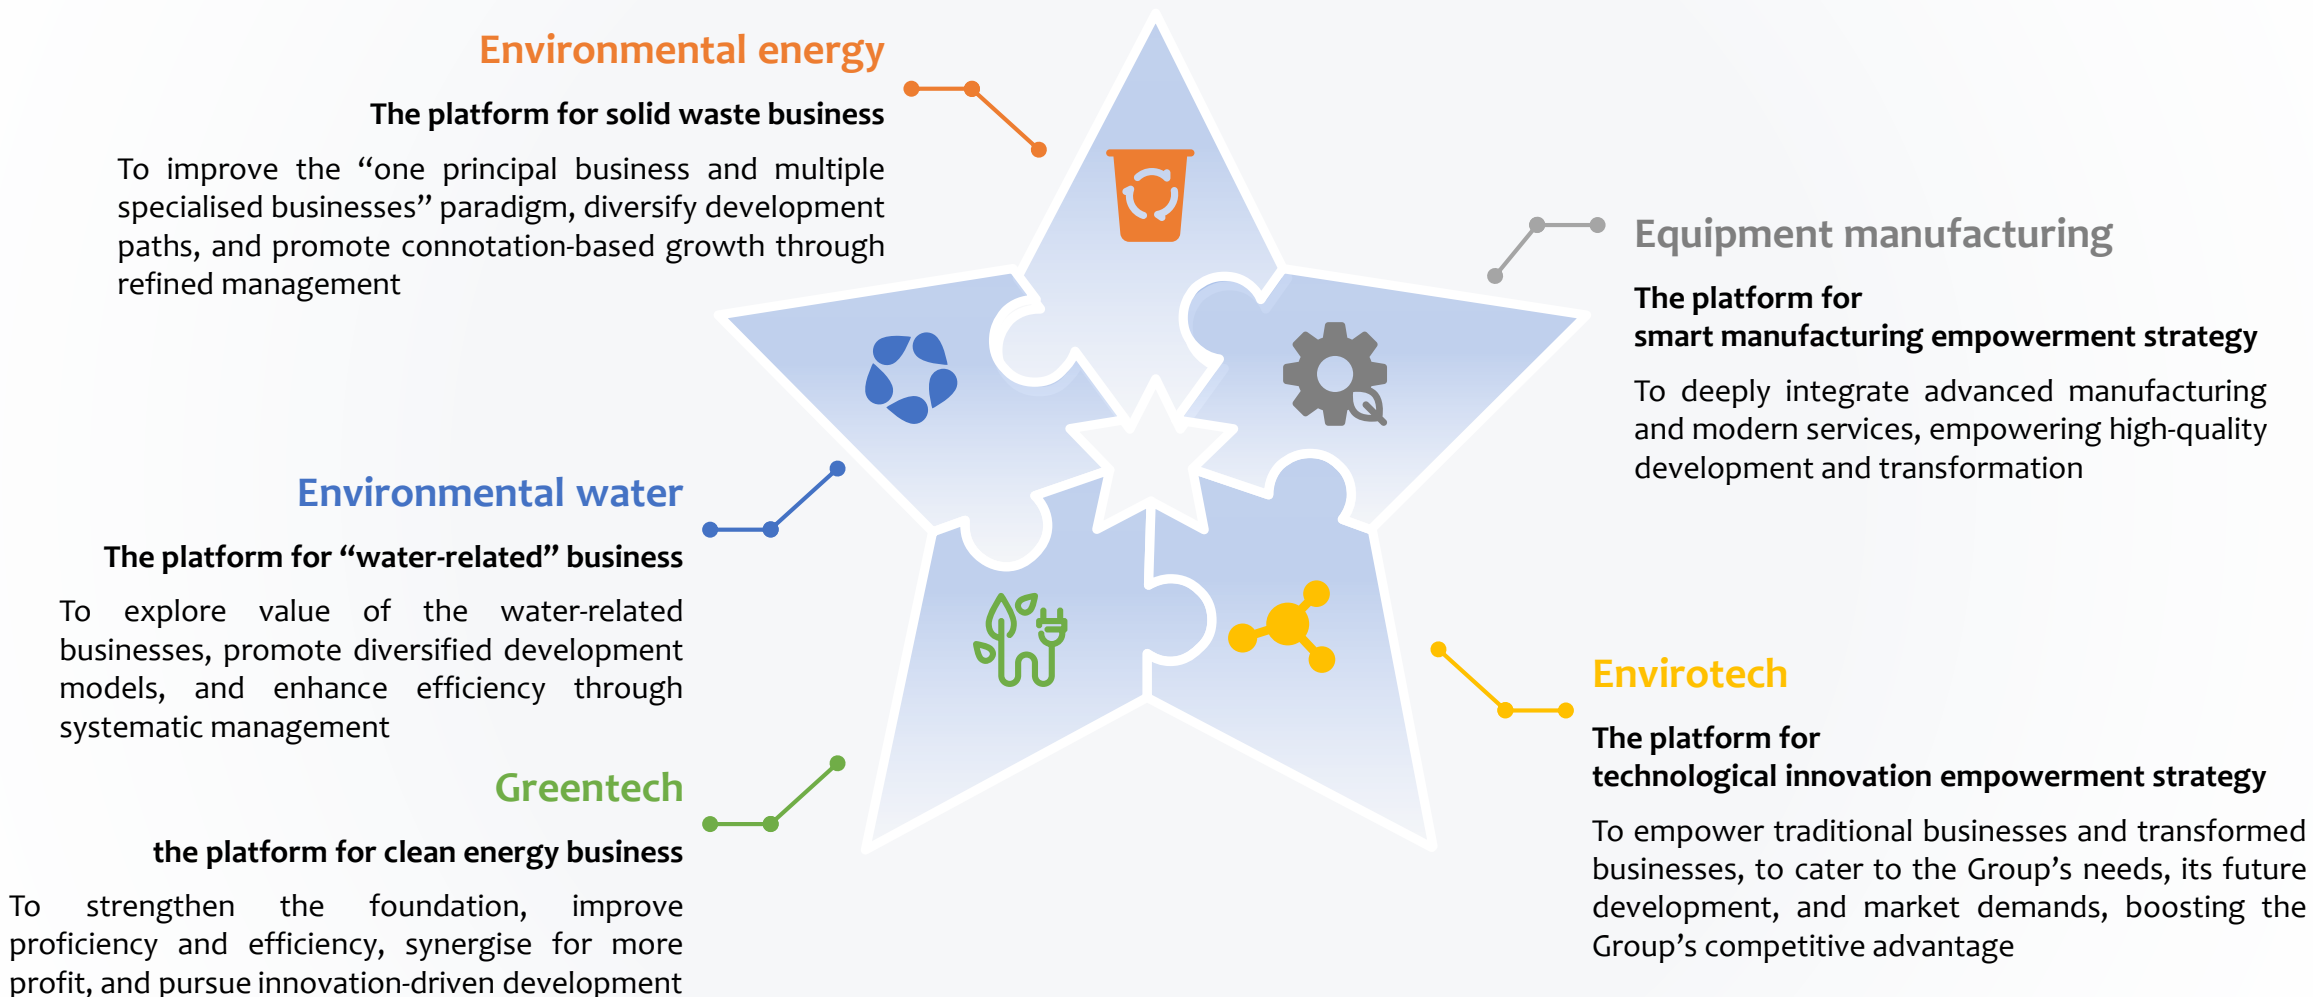 Environmental energy
The platform for solid waste business
To improve the “one principal business and multiple
specialised businesses” paradigm, diversify development
paths, and promote connotation-based growth through
refined management
Equipment manufacturing
The platform for
smart manufacturing empowerment strategy
To deeply integrate advanced manufacturing
and modern services, empowering high-quality
development and transformation
Environmental water
The platform for “water-related” business
To explore value of the water-related
businesses, promote diversified development
models, and enhance efficiency through
systematic management
Envirotech
The platform for
technological innovation empowerment strategy
To empower traditional businesses and transformed
businesses, to cater to the Group’s needs, its future
development, and market demands, boosting the
Group’s competitive advantage
Greentech
the platform for clean energy business
To strengthen the foundation, improve
proficiency and efficiency, synergise for more
profit, and pursue innovation-driven development